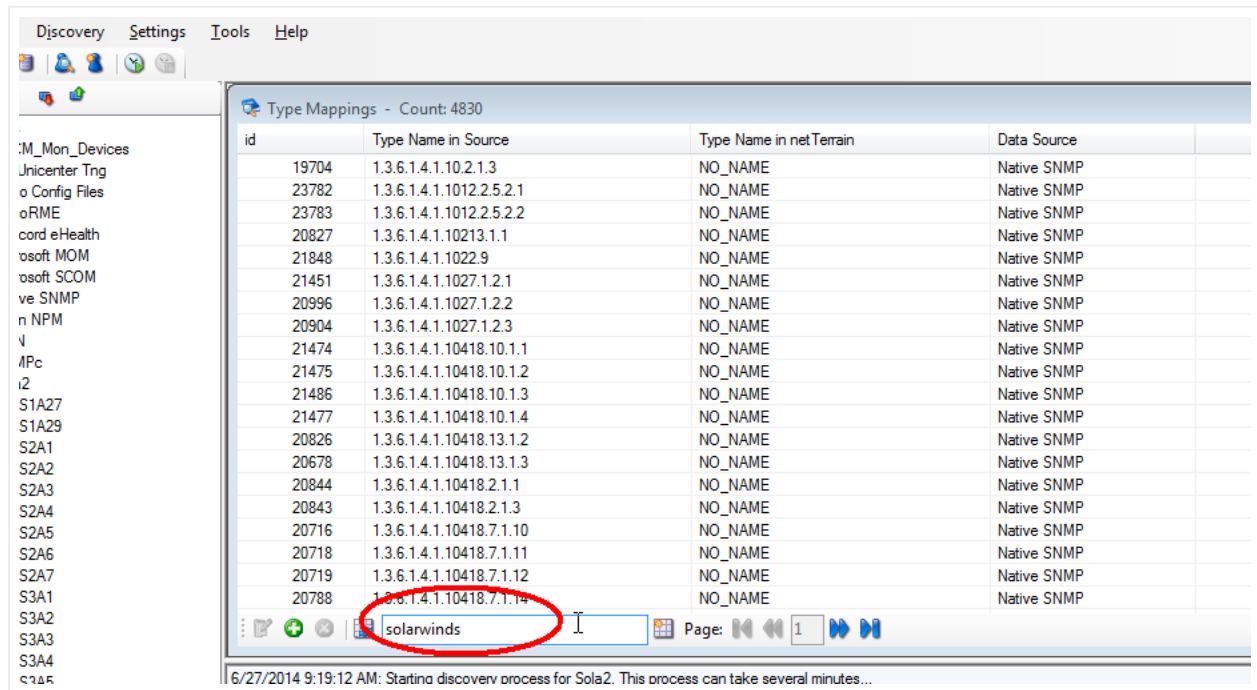 Discovery Settings Tools Help
Type Mappings - Count: 4830
id Type Name in Source Type Name in netTerrain Data Source
19704 1.3.6.1.4.1.10.2.1.3 NO_NAME Native SNMP
23782 1.3.6.1.4.1.1012.2.5.2.1 NO_NAME Native SNMP
23783 1.3.6.1.4.1.1012.2.5.2.2 NO_NAME Native SNMP
20827 1.3.6.1.4.1.10213.1.1 NO_NAME Native SNMP
21848 1.3.6.1.4.1.1022.9 NO_NAME Native SNMP
21451 1.3.6.1.4.1.1027.1.2.1 NO_NAME Native SNMP
20996 1.3.6.1.4.1.1027.1.2.2 NO_NAME Native SNMP
20904 1.3.6.1.4.1.1027.1.2.3 NO_NAME Native SNMP
21474 1.3.6.1.4.1.10418.10.1.1 NO_NAME Native SNMP
21475 1.3.6.1.4.1.10418.10.1.2 NO_NAME Native SNMP
21486 1.3.6.1.4.1.10418.10.1.3 NO_NAME Native SNMP
21477 1.3.6.1.4.1.10418.10.1.4 NO_NAME Native SNMP
20826 1.3.6.1.4.1.10418.13.1.2 NO_NAME Native SNMP
20678 1.3.6.1.4.1.10418.13.1.3 NO_NAME Native SNMP
20844 1.3.6.1.4.1.10418.2.1.1 NO_NAME Native SNMP
20843 1.3.6.1.4.1.10418.2.1.3 NO_NAME Native SNMP
20716 1.3.6.1.4.1.10418.7.1.10 NO_NAME Native SNMP
20718 1.3.6.1.4.1.10418.7.1.11 NO_NAME Native SNMP
20719 1.3.6.1.4.1.10418.7.1.12 NO_NAME Native SNMP
20788 1.3.6.1.4.1.10418.7.1.14 NO_NAME Native SNMP
solarwinds Page: 1
M_Mon_Devices
Unicenter Tng
o Config Files
oRME
cord eHealth
osoft MOM
osoft SCOM
ve SNMP
n NPM
N
MPc
a2
S1A27
S1A29
S2A1
S2A2
S2A3
S2A4
S2A5
S2A6
S2A7
S3A1
S3A2
S3A3
S3A4
S3A5
6/27/2014 9:19:12 AM: Starting discovery process for Sola2. This process can take several minutes...